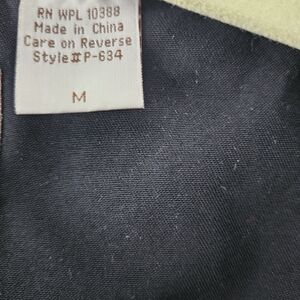 RN WPL 10388
Made in China
Care on Reverse
Style#P-634
M